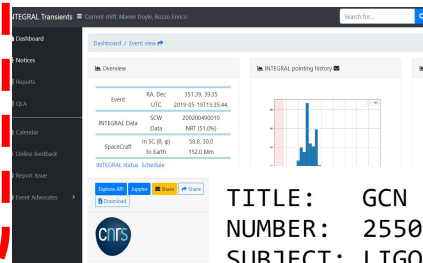 INTEGRAL Transients Current shift: Maeve Doyle, Bozzo Enrico Search for...
Dashboard
Notices
Reports
QLA
Calendar
Online feedback
Report Issue
Event Advocates
Dashboard / Event view
Overview
Event RA, Dec 351.39, 39.35
UTC 2019-05-19T15:35:44.
INTEGRAL Data SCW 209200490010
Data NRT (51.0%)
SpaceCraft in SC (θ, φ) 58.8, 30.0
to Earth 152.0 Mm
INTEGRAL status Schedule
INTEGRAL pointing history
Explore API Jupyter Share Share
Download
cnrs
TITLE: GCN
NUMBER: 2550
SUBJECT: LIGO